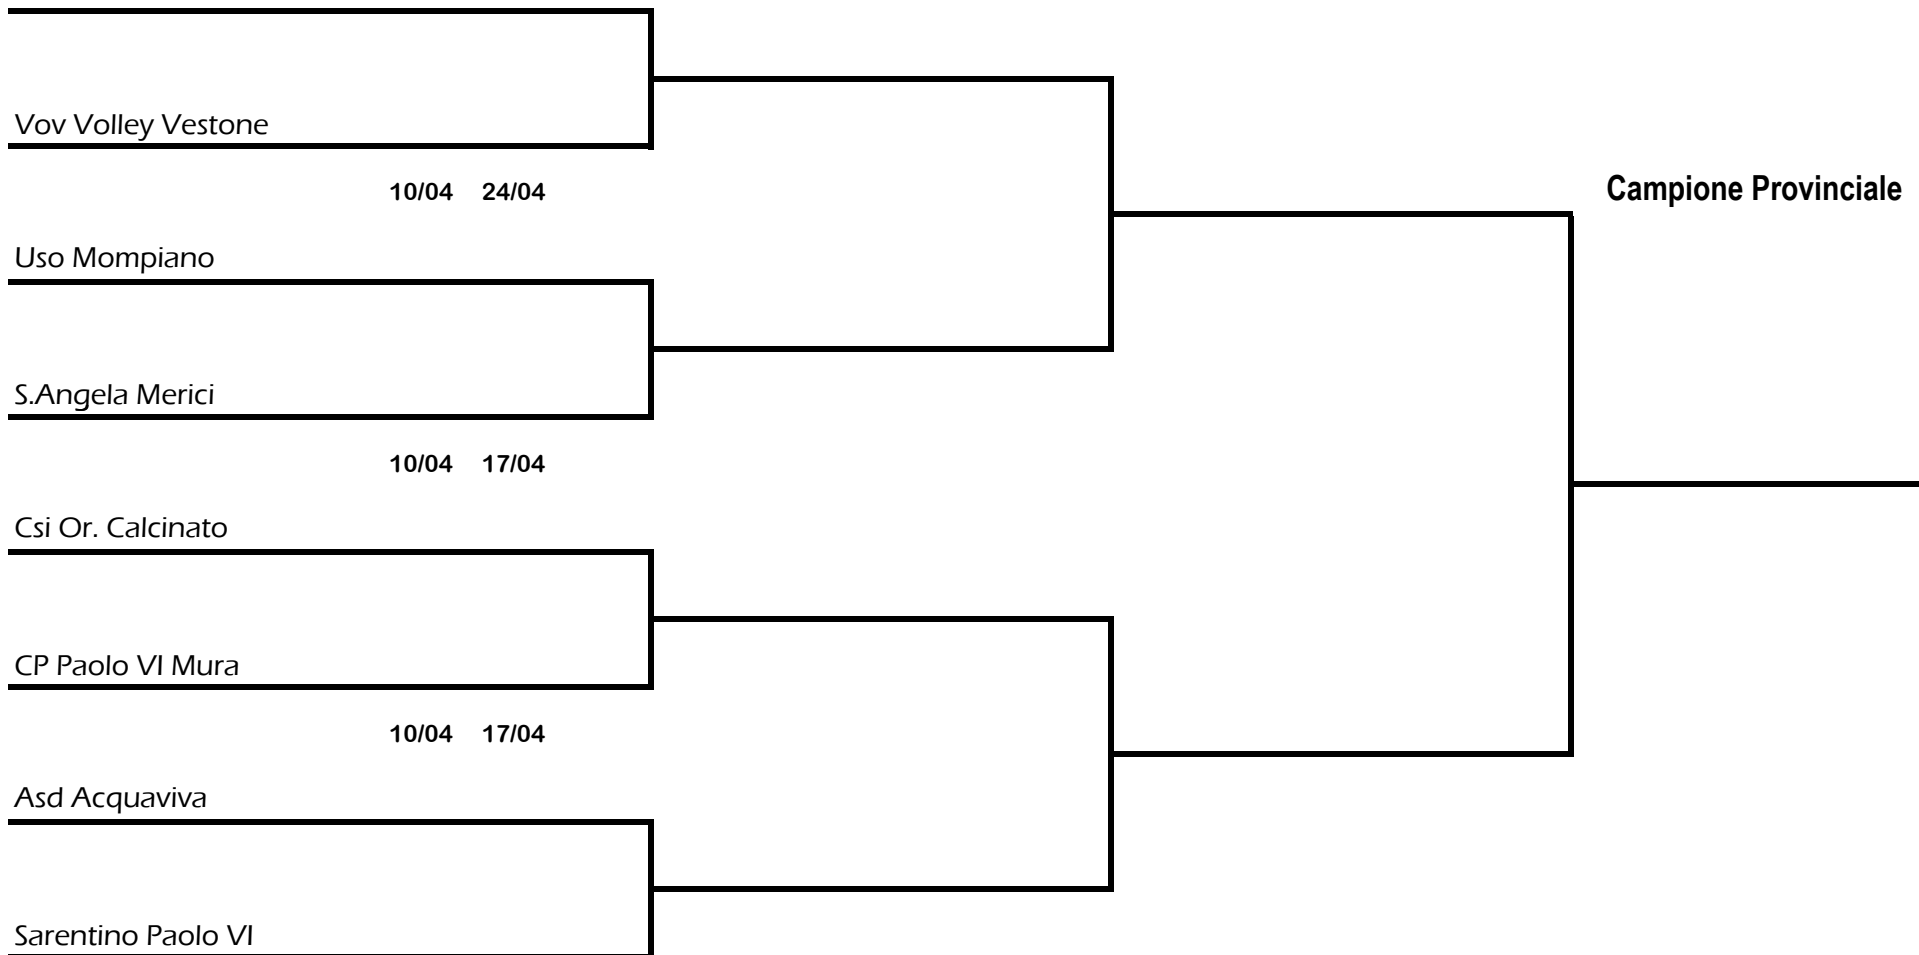 Vov Volley Vestone
10/04 24/04
Campione Provinciale
Uso Mompiano
S.Angela Merici
10/04 17/04
Csi Or. Calcinato
CP Paolo VI Mura
10/04 17/04
Asd Acquaviva
Sarentino Paolo VI